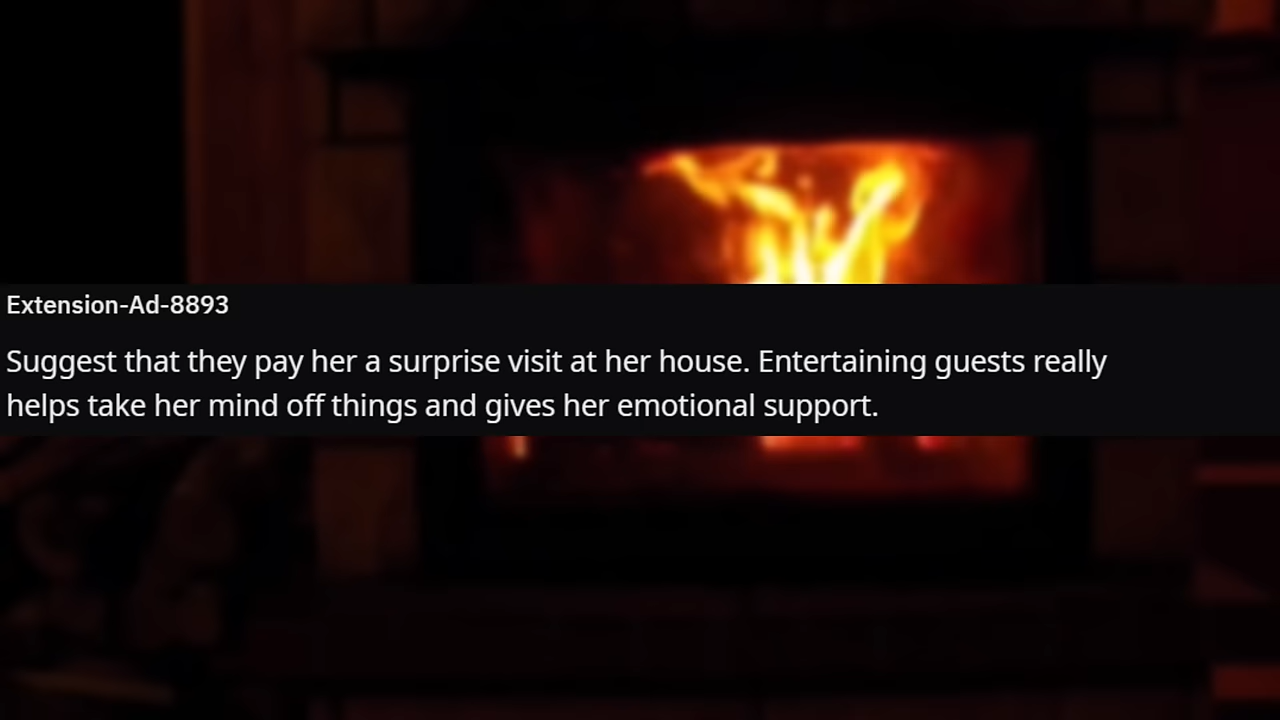 Extension-Ad-8893
Suggest that they pay her a surprise visit at her house. Entertaining guests really
helps take her mind off things and gives her emotional support.